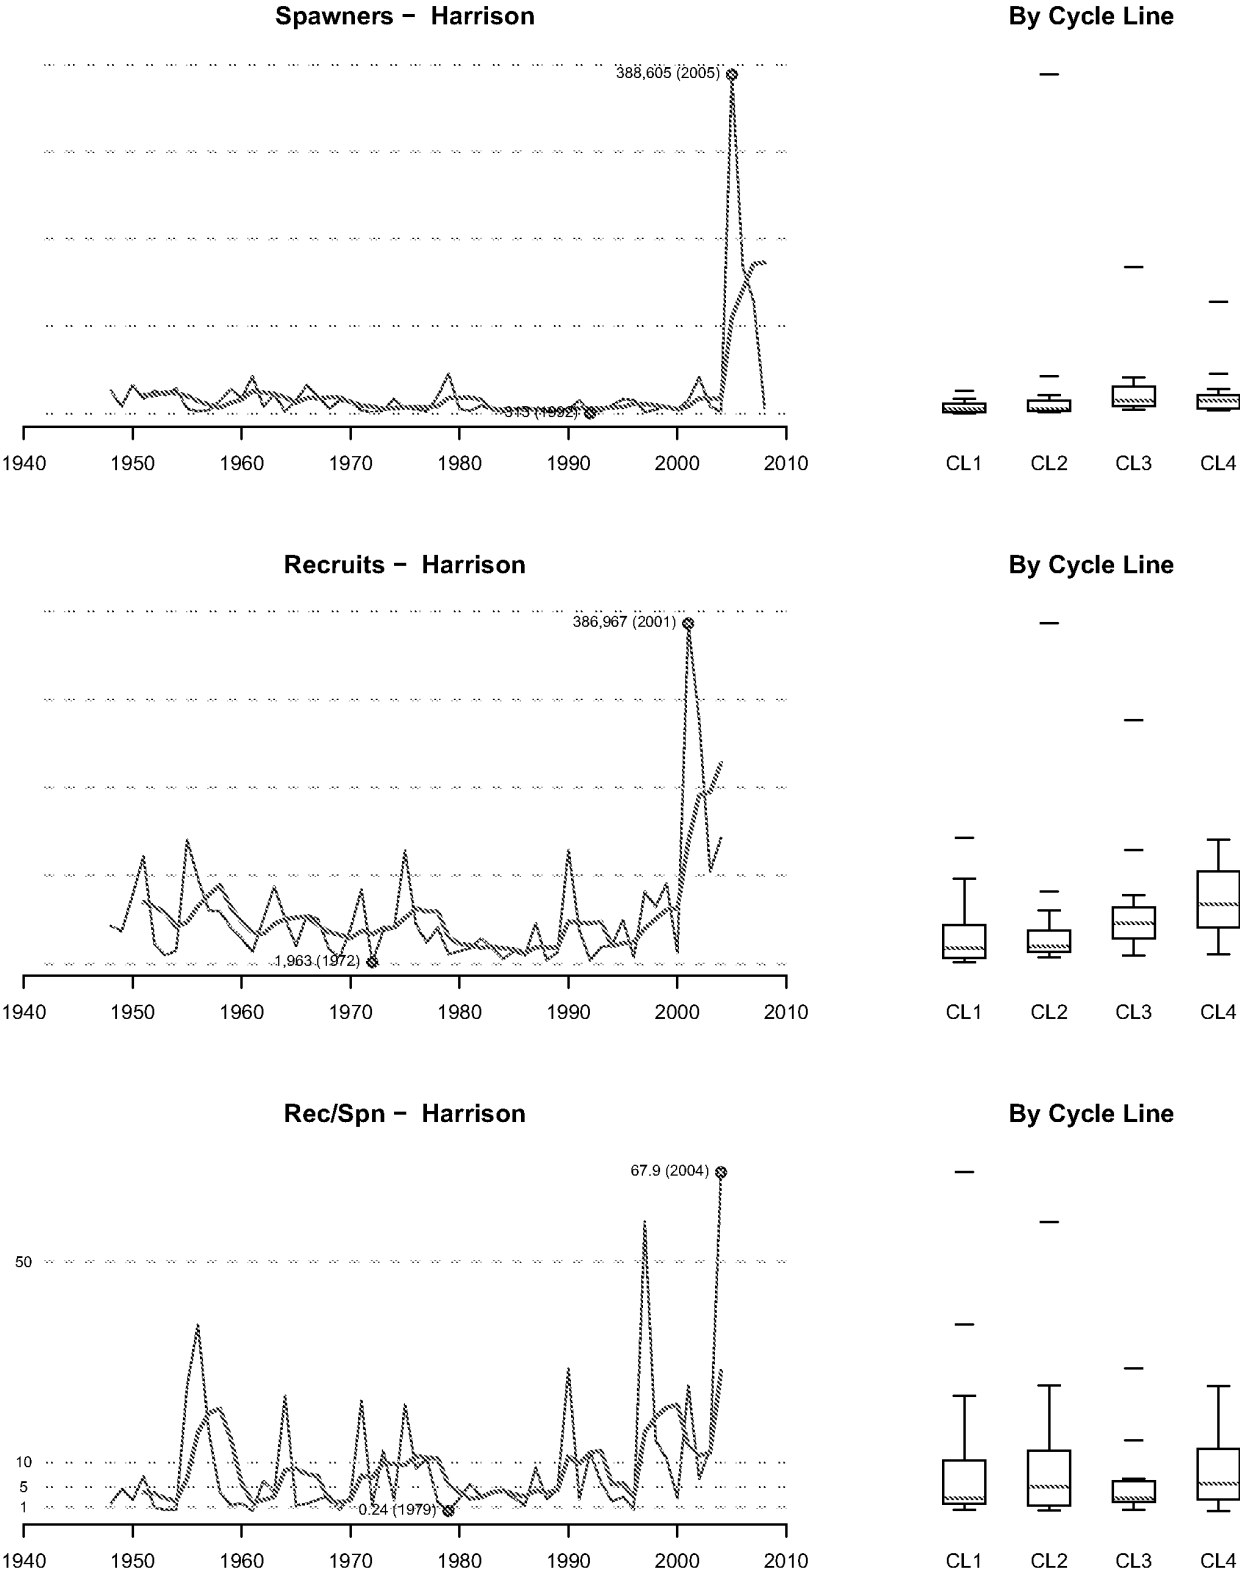 Spawners − Harrison
By Cycle Line
388,605 (2005)
313 (1992)
1940 1950 1960 1970 1980 1990 2000 2010
CL1 CL2 CL3 CL4
Recruits − Harrison
By Cycle Line
386,967 (2001)
1,963 (1972)
1940 1950 1960 1970 1980 1990 2000 2010
CL1 CL2 CL3 CL4
Rec/Spn − Harrison
By Cycle Line
67.9 (2004)
50
10
5
1
0.24 (1979)
1940 1950 1960 1970 1980 1990 2000 2010
CL1 CL2 CL3 CL4